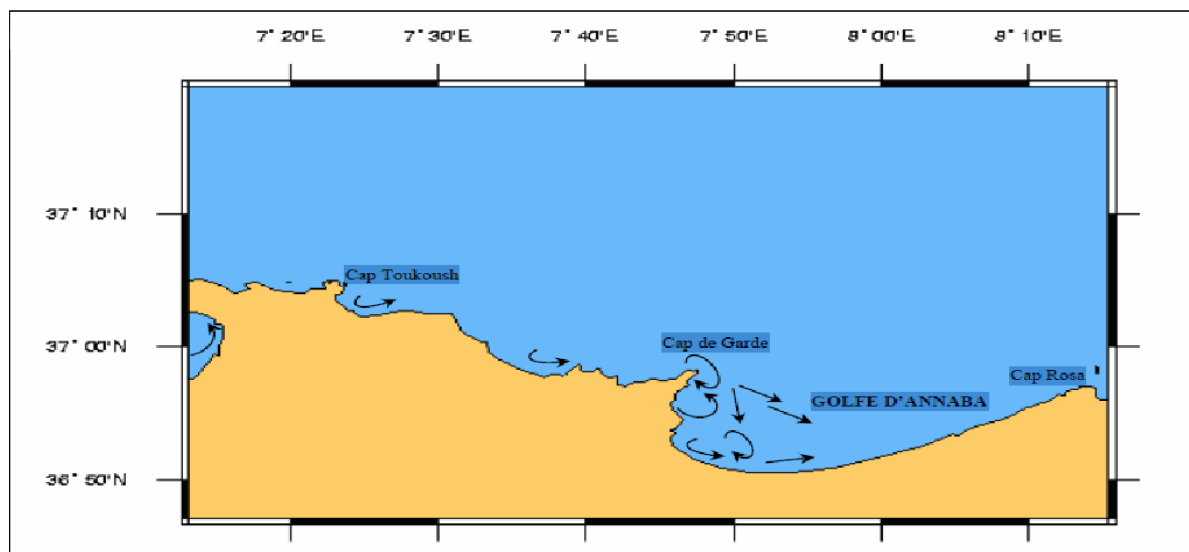 7° 20'E 7° 30'E 7° 40'E 7° 50'E 8° 00'E 8° 10'E
37° 10'N
Cap Toukoush
37° 00'N
Cap de Garde
Cap Rosa
GOLFE D'ANNABA
36° 50'N